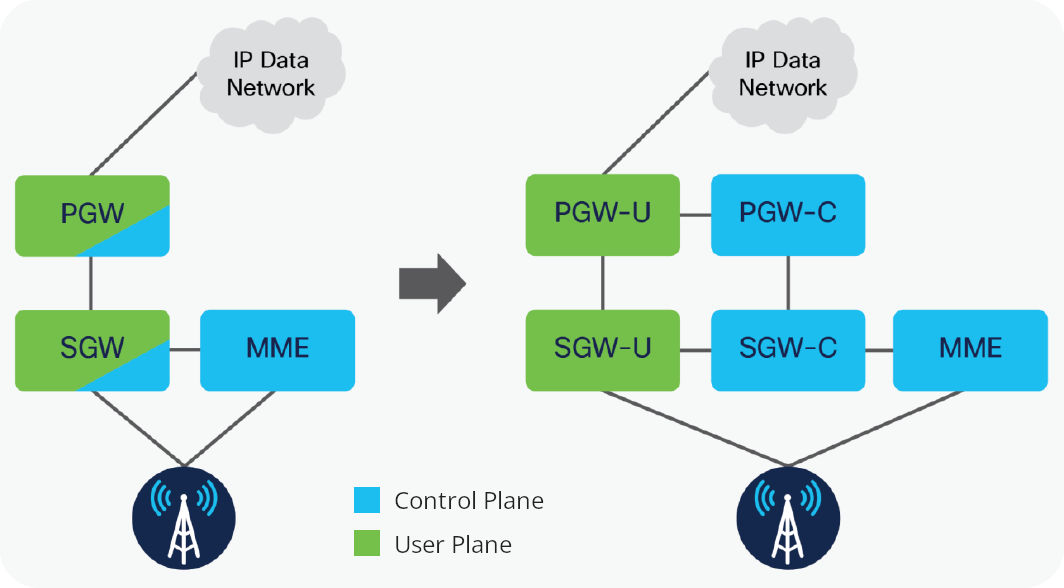 IP Data
Network
IP Data
Network
PGW
PGW-U
PGW-C
SGW
MME
SGW-U
SGW-C
MME
Control Plane
User Plane